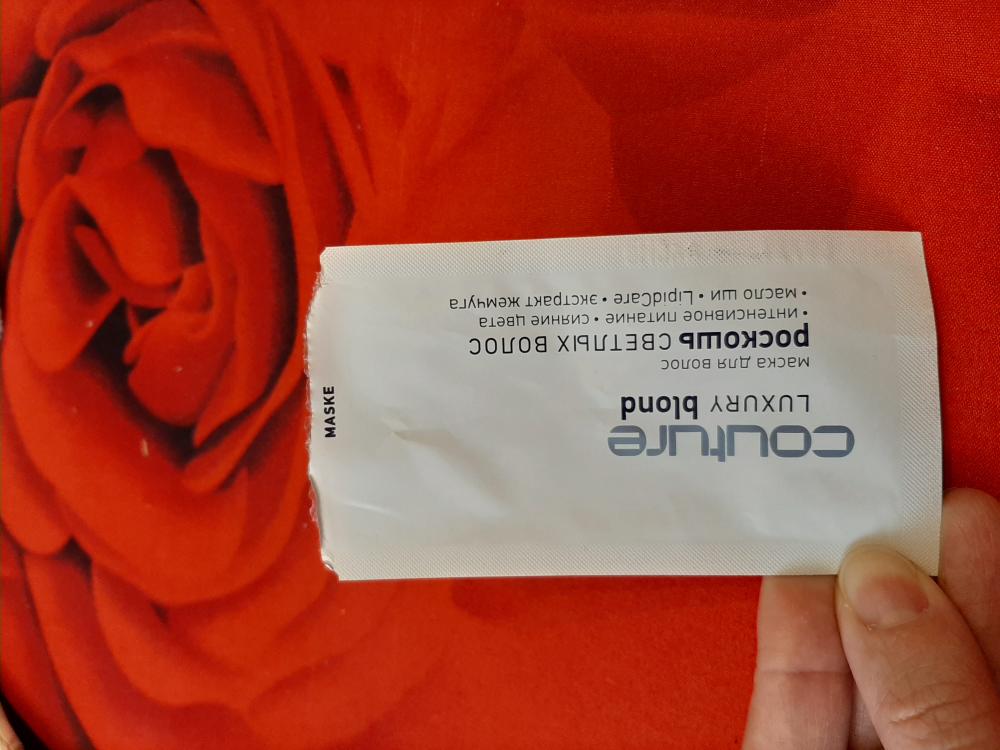 couture
LUXURY blond
маска для волос
роскошь СВЕТЛЫХ ВОЛОС
• интенсивное питание • сияние цвета
• масло ши • LipidCare • экстракт жемчуга
MASKE